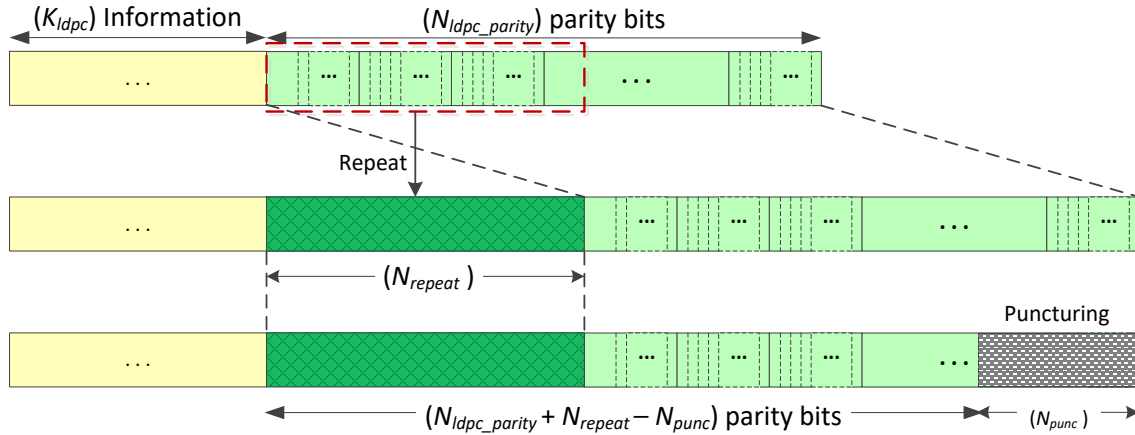 (K_ldpc) Information (N_ldpc_parity) parity bits
... ... ... ... ... ...
Repeat
... ... ... ... ... ...
(N_repeat )
Puncturing
... ... ... ... ...
(N_ldpc_parity + N_repeat – N_punc) parity bits (N_punc)